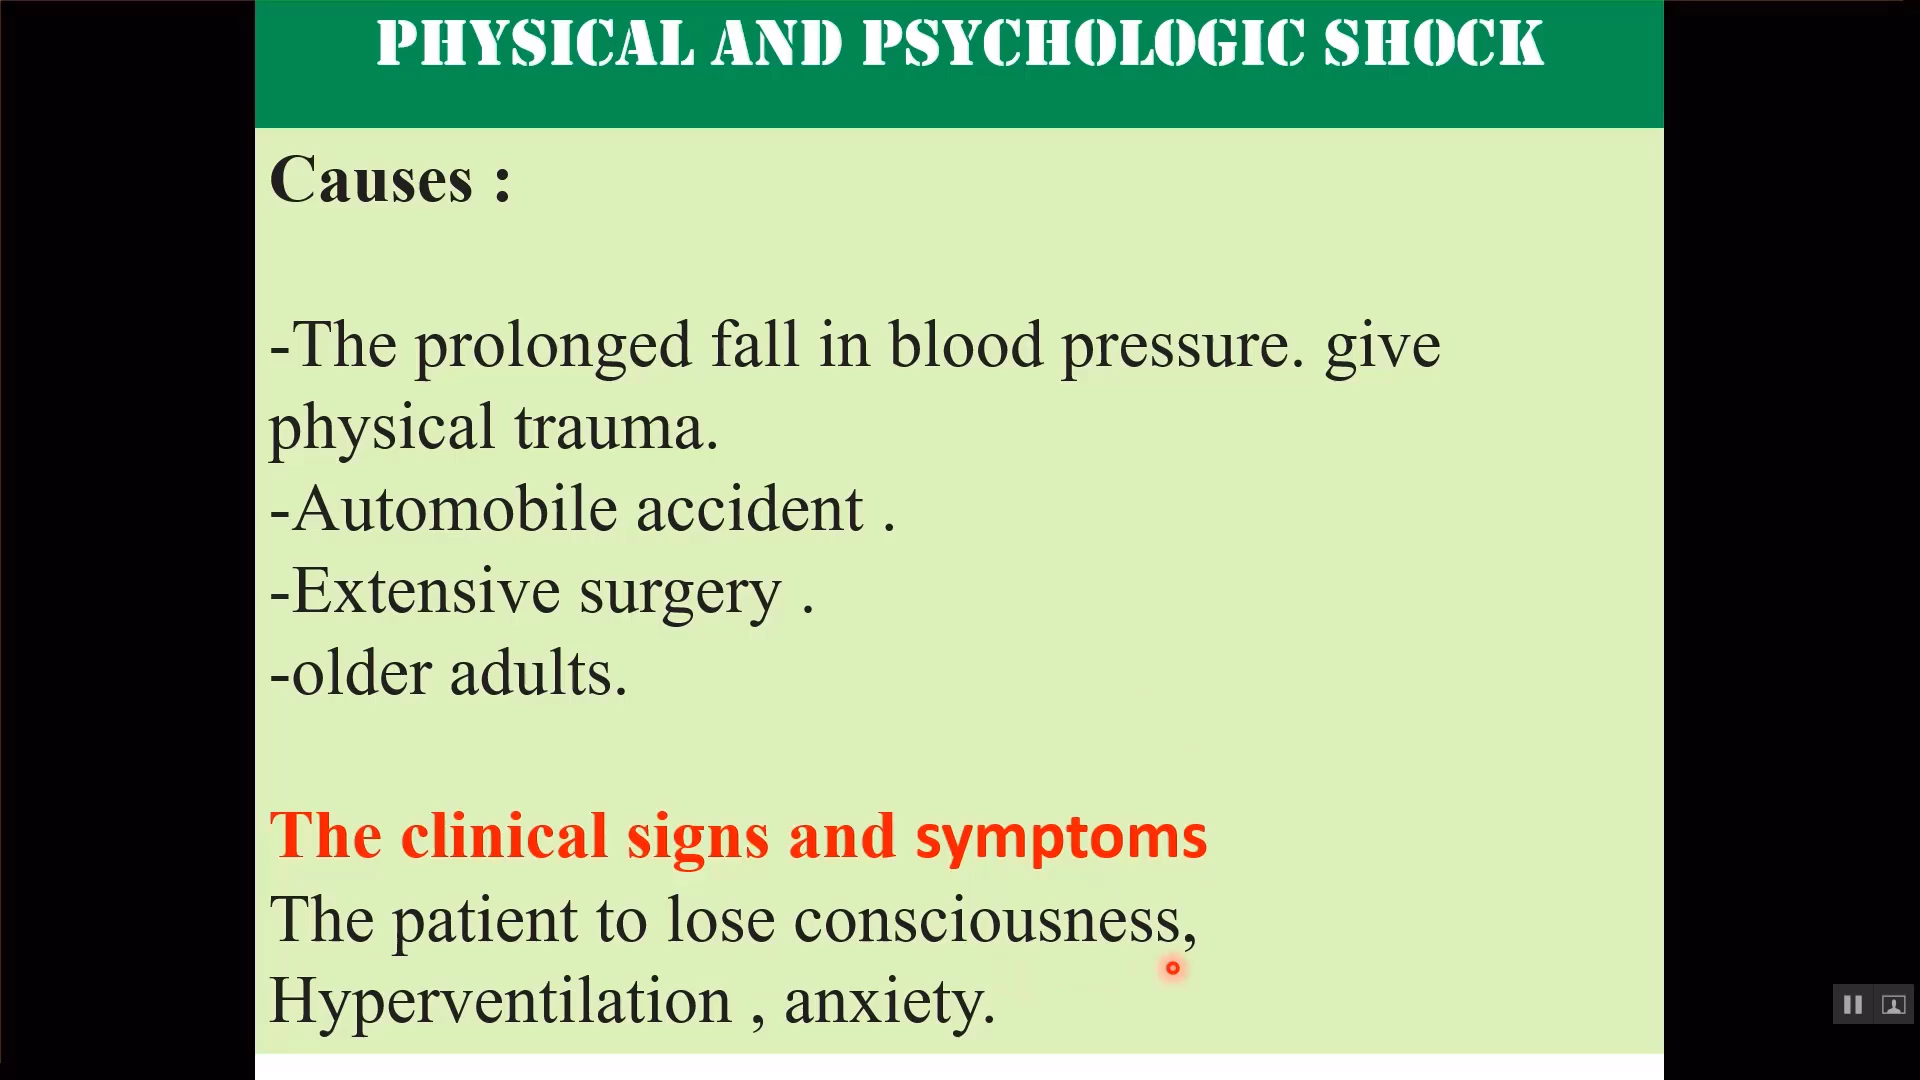 PHYSICAL AND PSYCHOLOGIC SHOCK
Causes :
-The prolonged fall in blood pressure. give
physical trauma.
-Automobile accident .
-Extensive surgery .
-older adults.
The clinical signs and symptoms
The patient to lose consciousness,
Hyperventilation , anxiety.